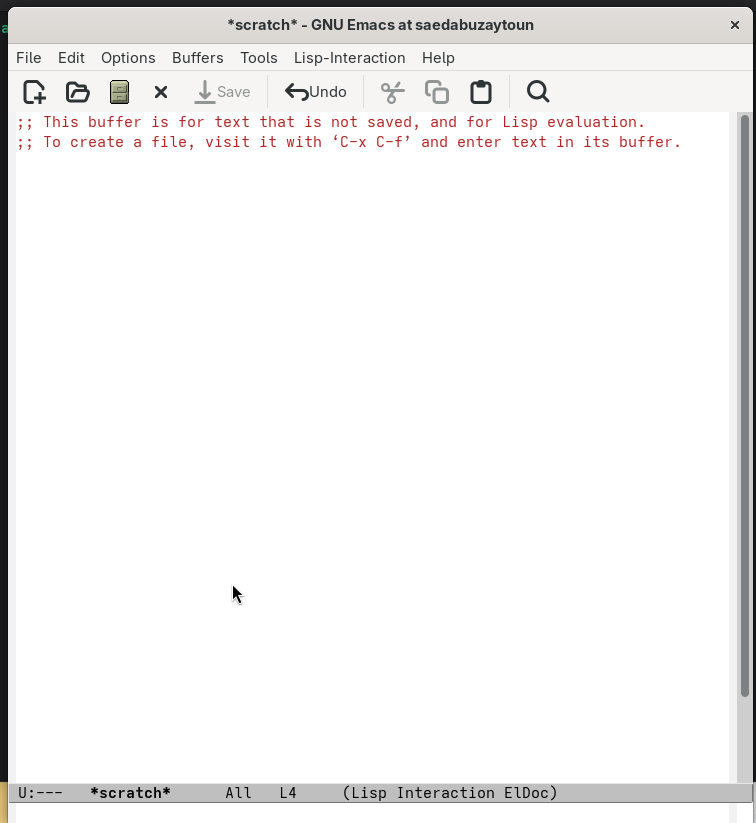 *scratch* - GNU Emacs at saedabuzaytoun
File Edit Options Buffers Tools Lisp-Interaction Help
Save Undo
;; This buffer is for text that is not saved, and for Lisp evaluation.
;; To create a file, visit it with ‘C-x C-f’ and enter text in its buffer.
U:--- *scratch* All L4 (Lisp Interaction ElDoc)